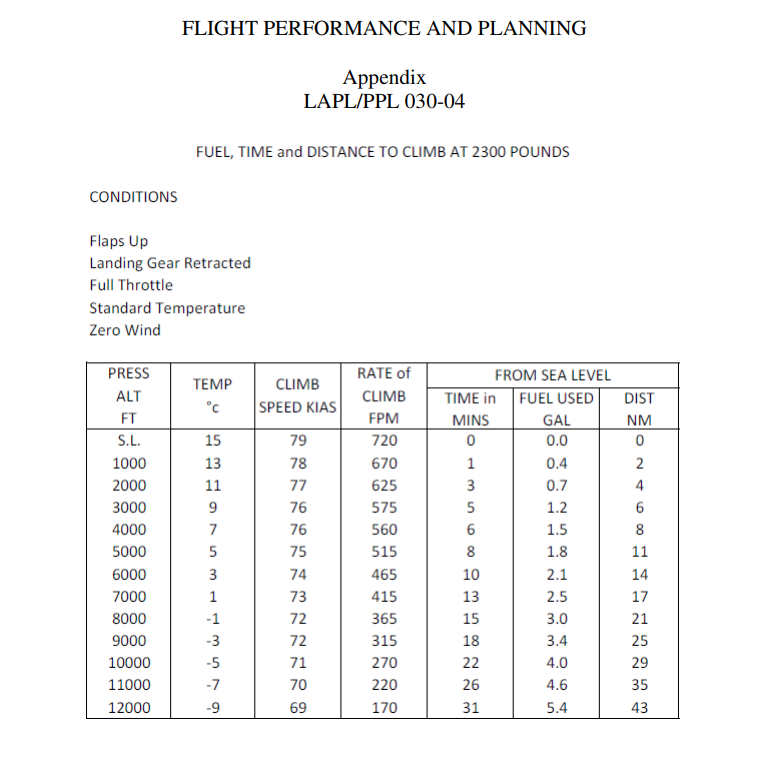 FLIGHT PERFORMANCE AND PLANNING
Appendix
LAPL/PPL 030-04
FUEL, TIME and DISTANCE TO CLIMB AT 2300 POUNDS
CONDITIONS
Flaps Up
Landing Gear Retracted
Full Throttle
Standard Temperature
Zero Wind
PRESS ALT FT TEMP °c CLIMB SPEED KIAS RATE of CLIMB FPM FROM SEA LEVEL
TIME in MINS FUEL USED GAL DIST NM
S.L. 15 79 720 0 0.0 0
1000 13 78 670 1 0.4 2
2000 11 77 625 3 0.7 4
3000 9 76 575 5 1.2 6
4000 7 76 560 6 1.5 8
5000 5 75 515 8 1.8 11
6000 3 74 465 10 2.1 14
7000 1 73 415 13 2.5 17
8000 -1 72 365 15 3.0 21
9000 -3 72 315 18 3.4 25
10000 -5 71 270 22 4.0 29
11000 -7 70 220 26 4.6 35
12000 -9 69 170 31 5.4 43